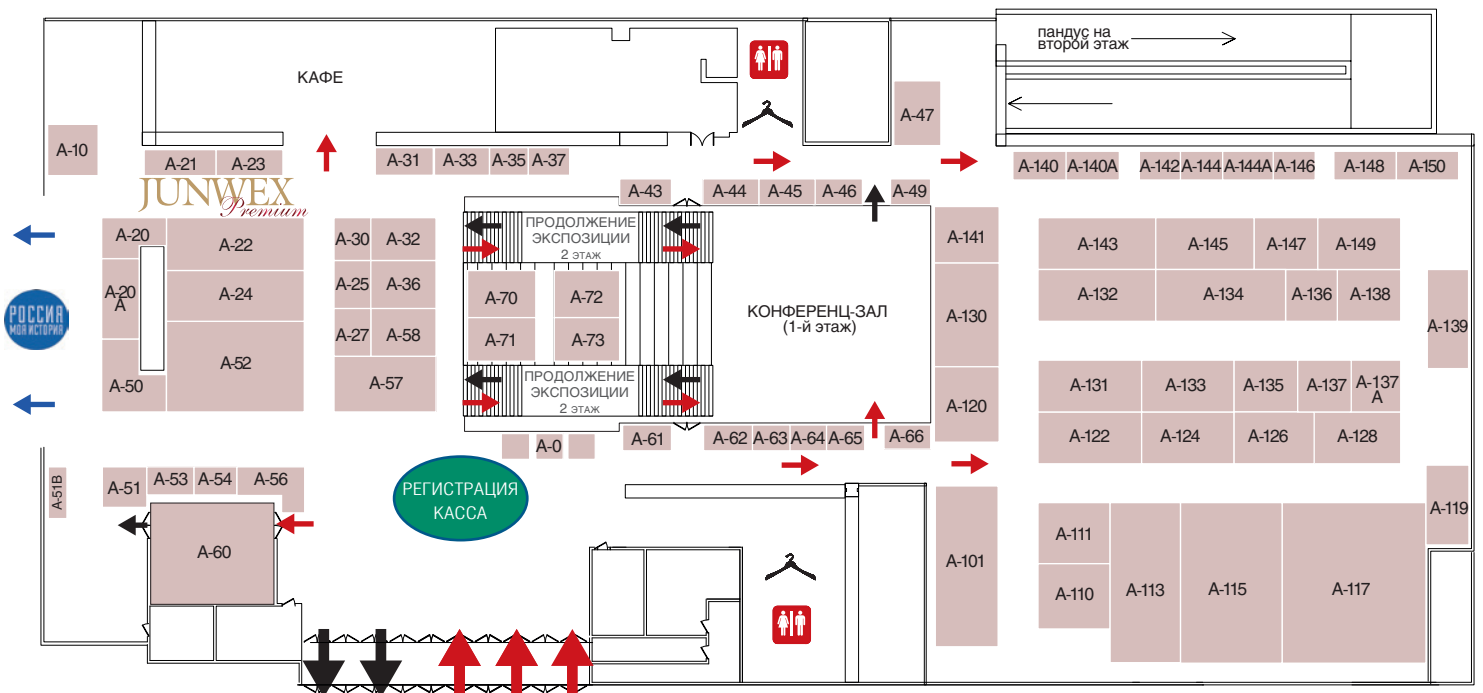 пандус на
второй этаж
КАФЕ
А-47
А-10
А-21
А-23
А-31
А-33
А-35
А-37
А-140
А-140А
А-142
А-144
А-144А
А-146
А-148
А-150
JUNWEX
Premium
А-43
А-44
А-45
А-46
А-49
А-20
А-22
А-30
А-32
ПРОДОЛЖЕНИЕ
ЭКСПОЗИЦИИ
2 ЭТАЖ
А-141
А-143
А-145
А-147
А-149
А-20
А
А-24
А-25
А-36
А-70
А-72
КОНФЕРЕНЦ-ЗАЛ
(1-й этаж)
А-130
А-132
А-134
А-136
А-138
РОССИЯ
МОЯ ИСТОРИЯ
А-27
А-58
А-71
А-73
А-139
А-52
А-50
А-57
ПРОДОЛЖЕНИЕ
ЭКСПОЗИЦИИ
2 ЭТАЖ
А-120
А-131
А-133
А-135
А-137
А-137
А
А-0
А-61
А-62
А-63
А-64
А-65
А-66
А-122
А-124
А-126
А-128
А-51В
А-51
А-53
А-54
А-56
РЕГИСТРАЦИЯ
КАССА
А-119
А-60
А-101
А-111
А-110
А-113
А-115
А-117